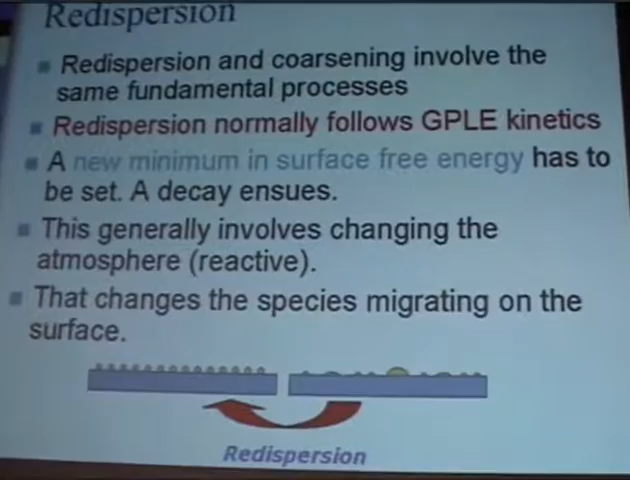 Redispersion
Redispersion and coarsening involve the
same fundamental processes
Redispersion normally follows GPLE kinetics
A new minimum in surface free energy has to
be set. A decay ensues.
This generally involves changing the
atmosphere (reactive).
That changes the species migrating on the
surface.
Redispersion